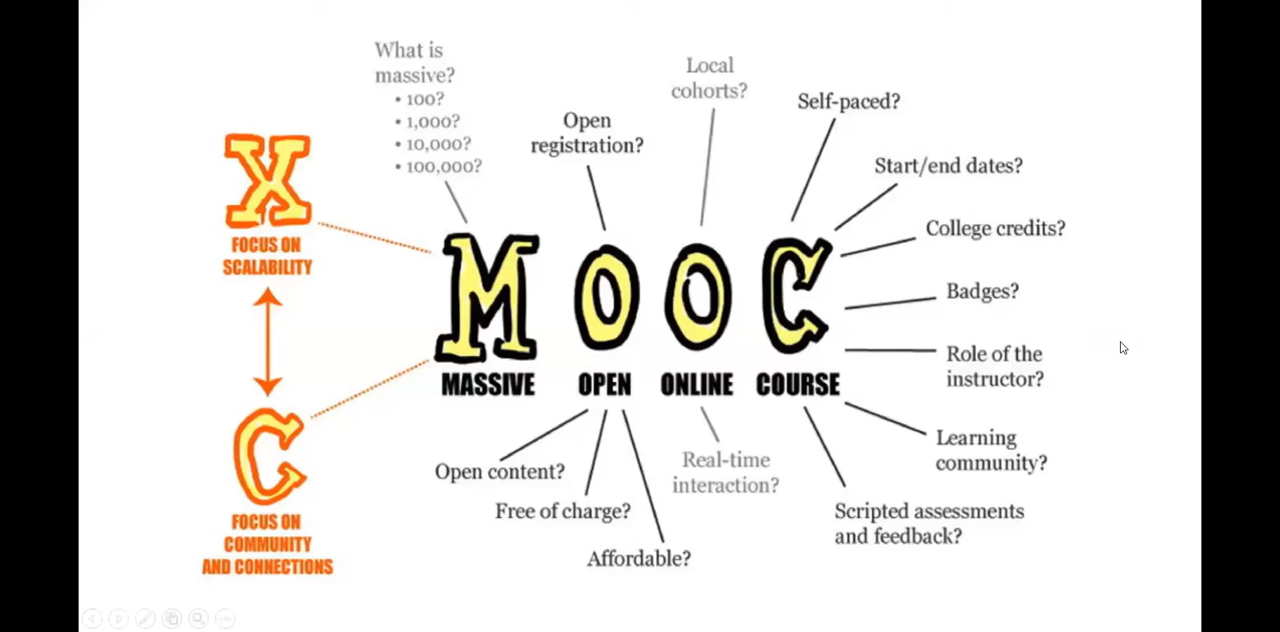 What is
massive?
• 100?
• 1,000?
• 10,000?
• 100,000?
Open
registration?
Local
cohorts?
Self-paced?
Start/end dates?
College credits?
Badges?
Role of the
instructor?
Learning
community?
Scripted assessments
and feedback?
X
FOCUS ON
SCALABILITY
C
FOCUS ON
COMMUNITY
AND CONNECTIONS
MOOC
MASSIVE OPEN ONLINE COURSE
Open content?
Free of charge?
Affordable?
Real-time
interaction?